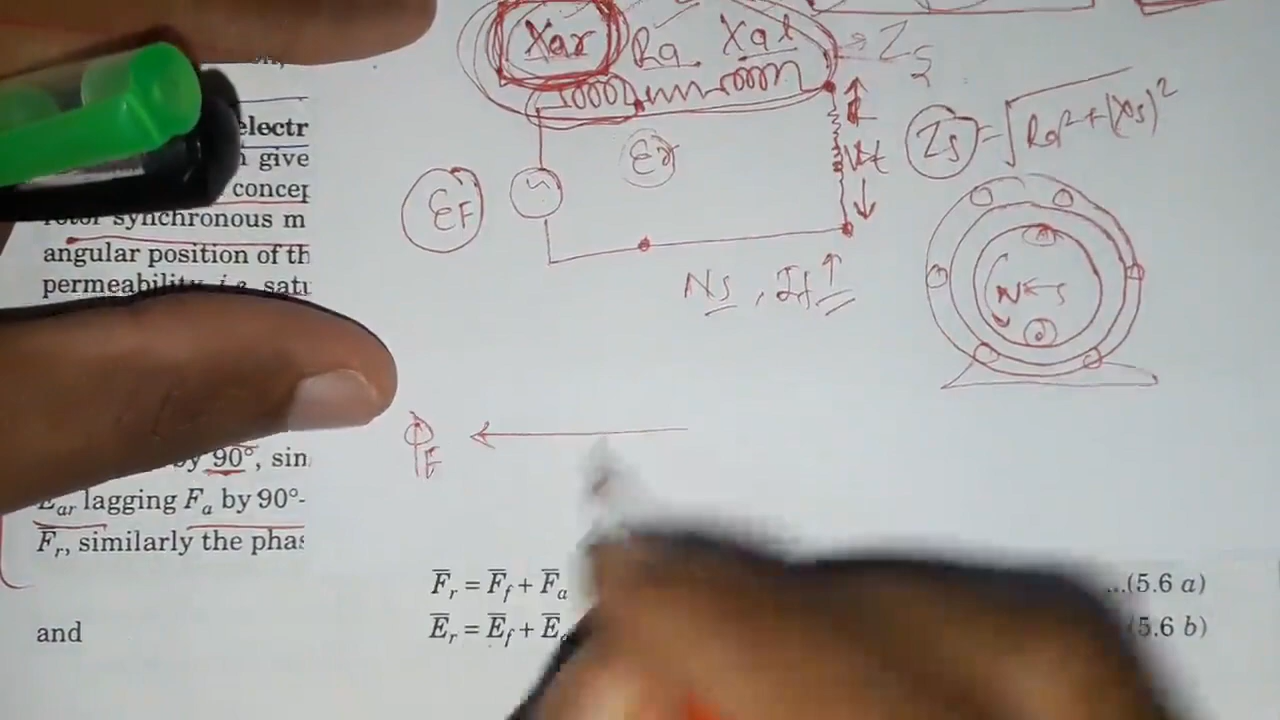 Xar Ra Xal → Zs
electr
Zs = √Ra² + (Xs)²
n give
Er
Vt
concep
EF
rotor synchronous m
angular position of th
Ns , If ↑
N S
permeability i.e. satu
ΦF
by 90°, sin
Ear lagging Fa by 90°-
Fr, similarly the phas
F̅r = F̅f + F̅a ...(5.6 a)
and E̅r = E̅f + E̅ (5.6 b)